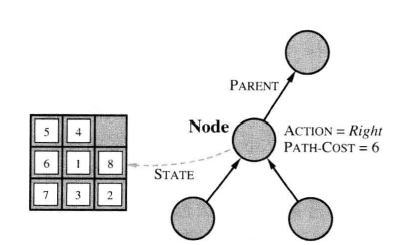 PARENT
Node
ACTION = Right
PATH-COST = 6
STATE
5 4
6 1 8
7 3 2